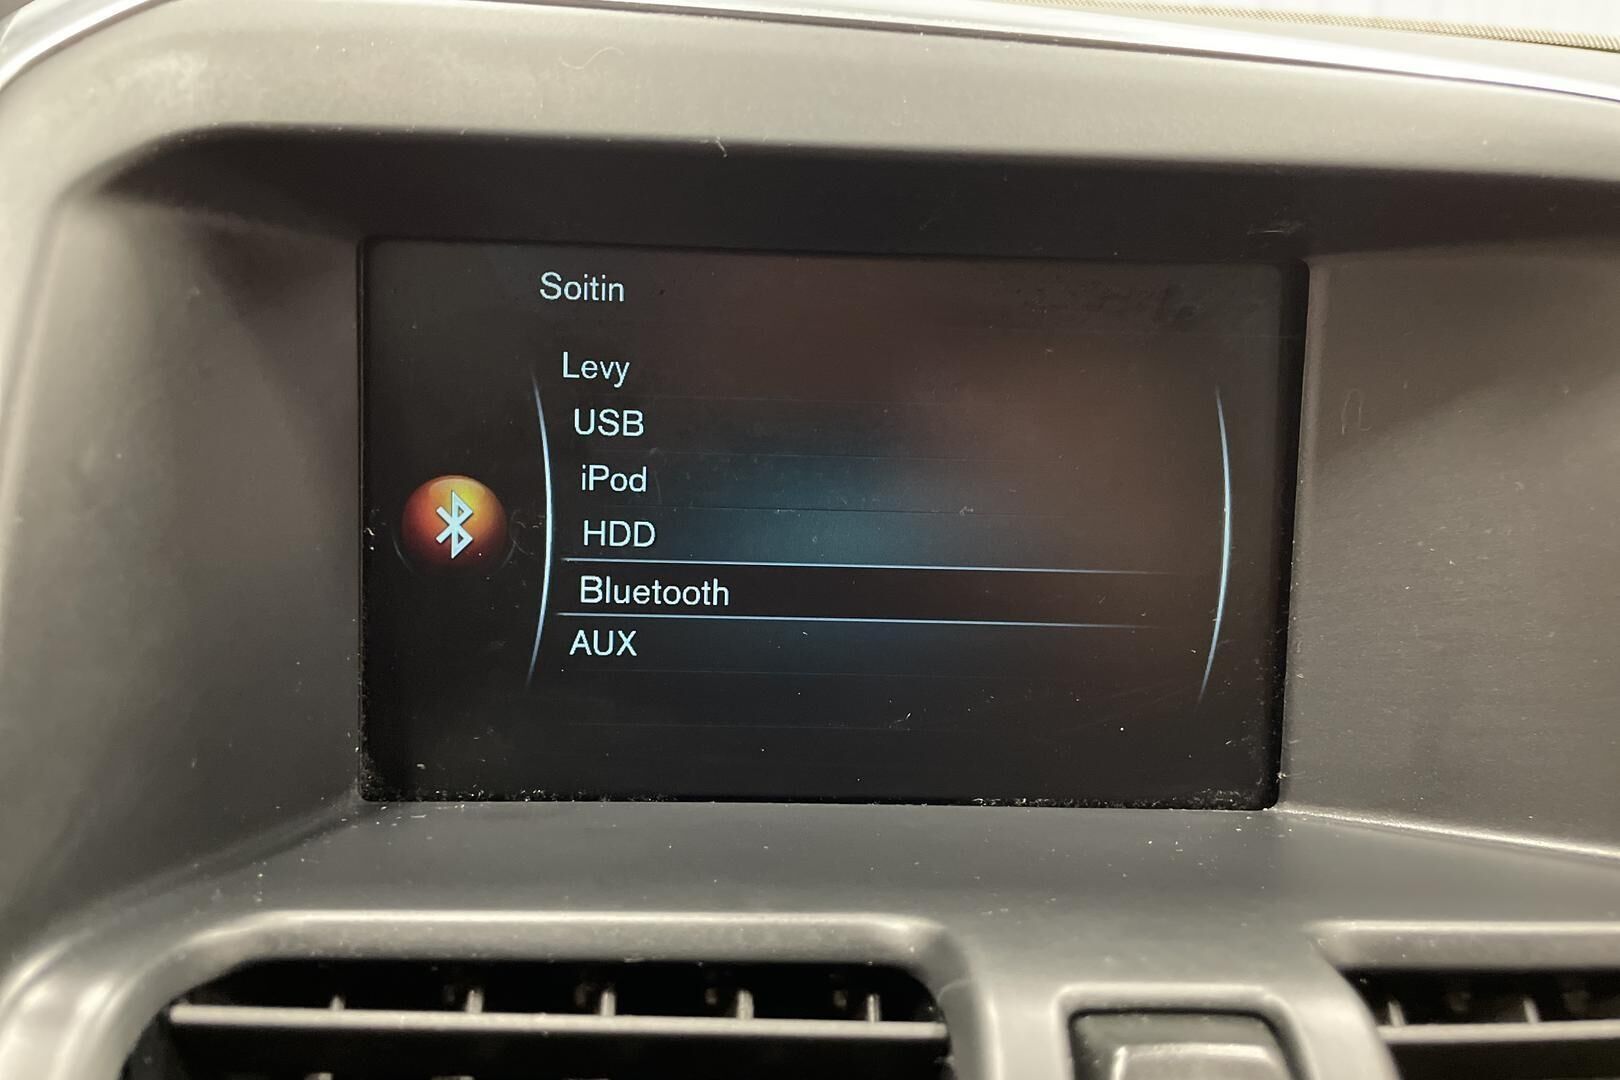 Soitin
Levy
USB
iPod
HDD
Bluetooth
AUX